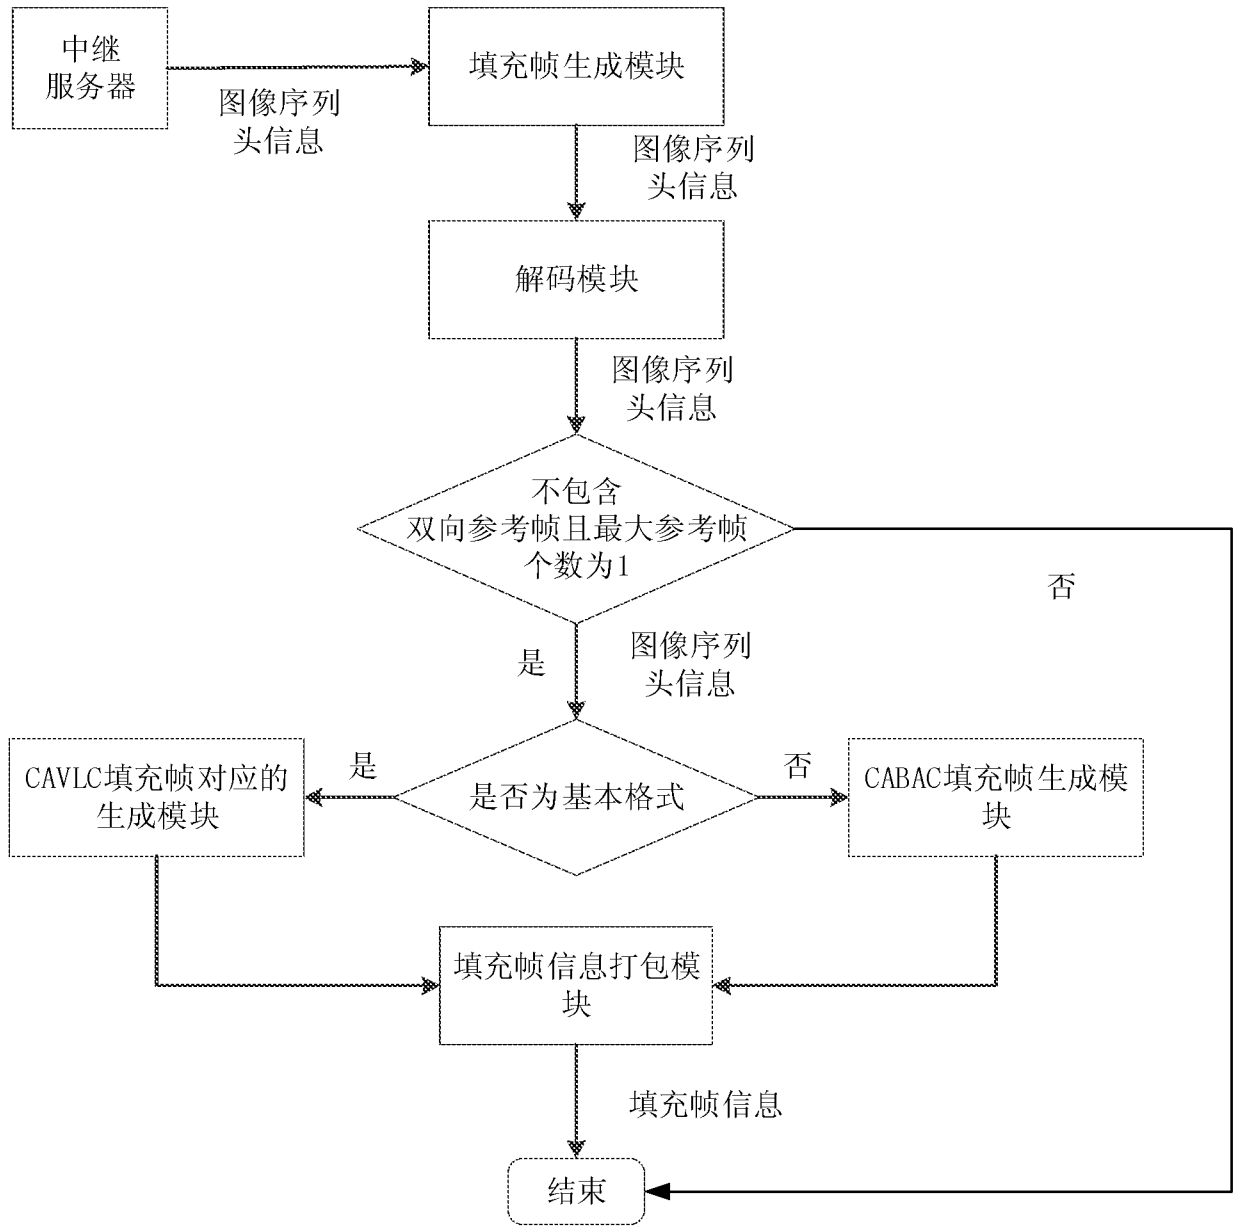 中继
服务器
图像序列
头信息
填充帧生成模块
图像序列
头信息
解码模块
图像序列
头信息
不包含
双向参考帧且最大参考帧
个数为1
否
是
图像序列
头信息
CAVLC填充帧对应的
生成模块
是
是否为基本格式
否
CABAC填充帧生成模
块
填充帧信息打包模
块
填充帧信息
结束